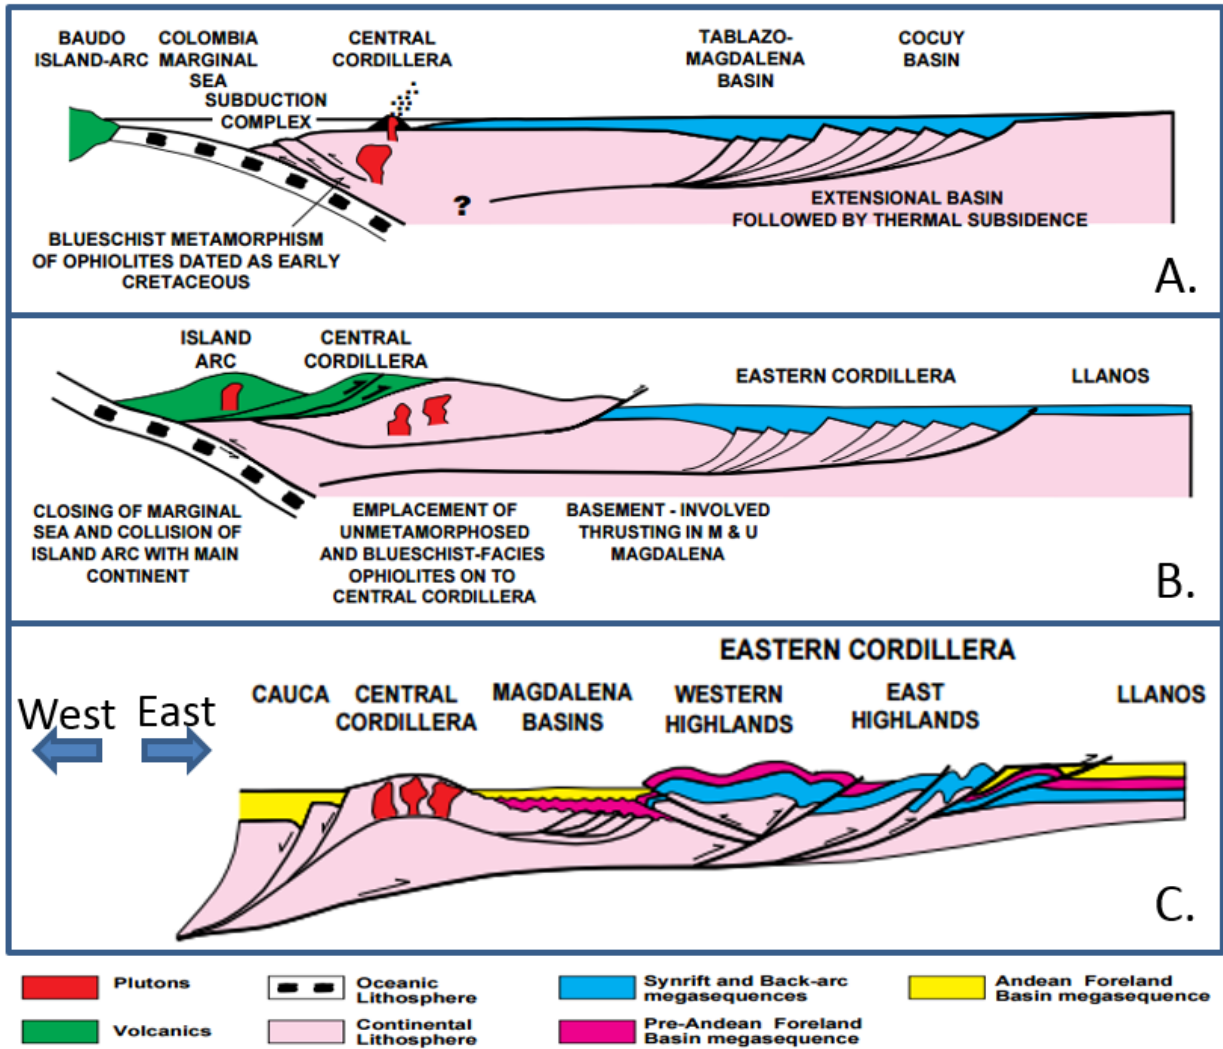 BAUDO
ISLAND-ARC
COLOMBIA
MARGINAL
SEA
SUBDUCTION
COMPLEX
CENTRAL
CORDILLERA
TABLAZO-
MAGDALENA
BASIN
COCUY
BASIN
?
EXTENSIONAL BASIN
FOLLOWED BY THERMAL SUBSIDENCE
BLUESCHIST METAMORPHISM
OF OPHIOLITES DATED AS EARLY
CRETACEOUS
A.
ISLAND
ARC
CENTRAL
CORDILLERA
EASTERN CORDILLERA
LLANOS
CLOSING OF MARGINAL
SEA AND COLLISION OF
ISLAND ARC WITH MAIN
CONTINENT
EMPLACEMENT OF
UNMETAMORPHOSED
AND BLUESCHIST-FACIES
OPHIOLITES ON TO
CENTRAL CORDILLERA
BASEMENT - INVOLVED
THRUSTING IN M & U
MAGDALENA
B.
EASTERN CORDILLERA
West
East
CAUCA
CENTRAL
CORDILLERA
MAGDALENA
BASINS
WESTERN
HIGHLANDS
EAST
HIGHLANDS
LLANOS
C.
Plutons
Oceanic
Lithosphere
Synrift and Back-arc
megasequences
Andean Foreland
Basin megasequence
Volcanics
Continental
Lithosphere
Pre-Andean Foreland
Basin megasequence